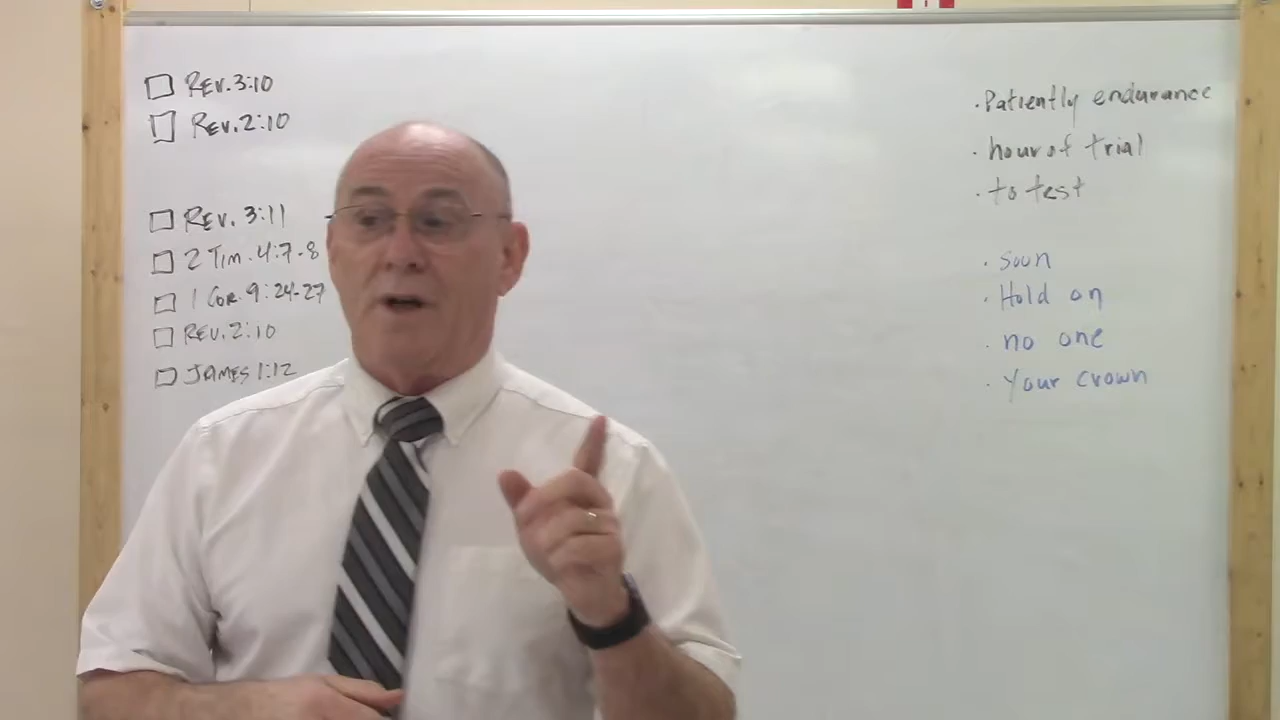 Rev. 3:10
Rev. 2:10
Rev. 3:11
2 Tim. 4:7-8
1 Cor. 9:24-27
Rev. 2:10
James 1:12
· Patiently endurance
· hour of trial
· to test
· soon
· Hold on
· no one
· Your crown